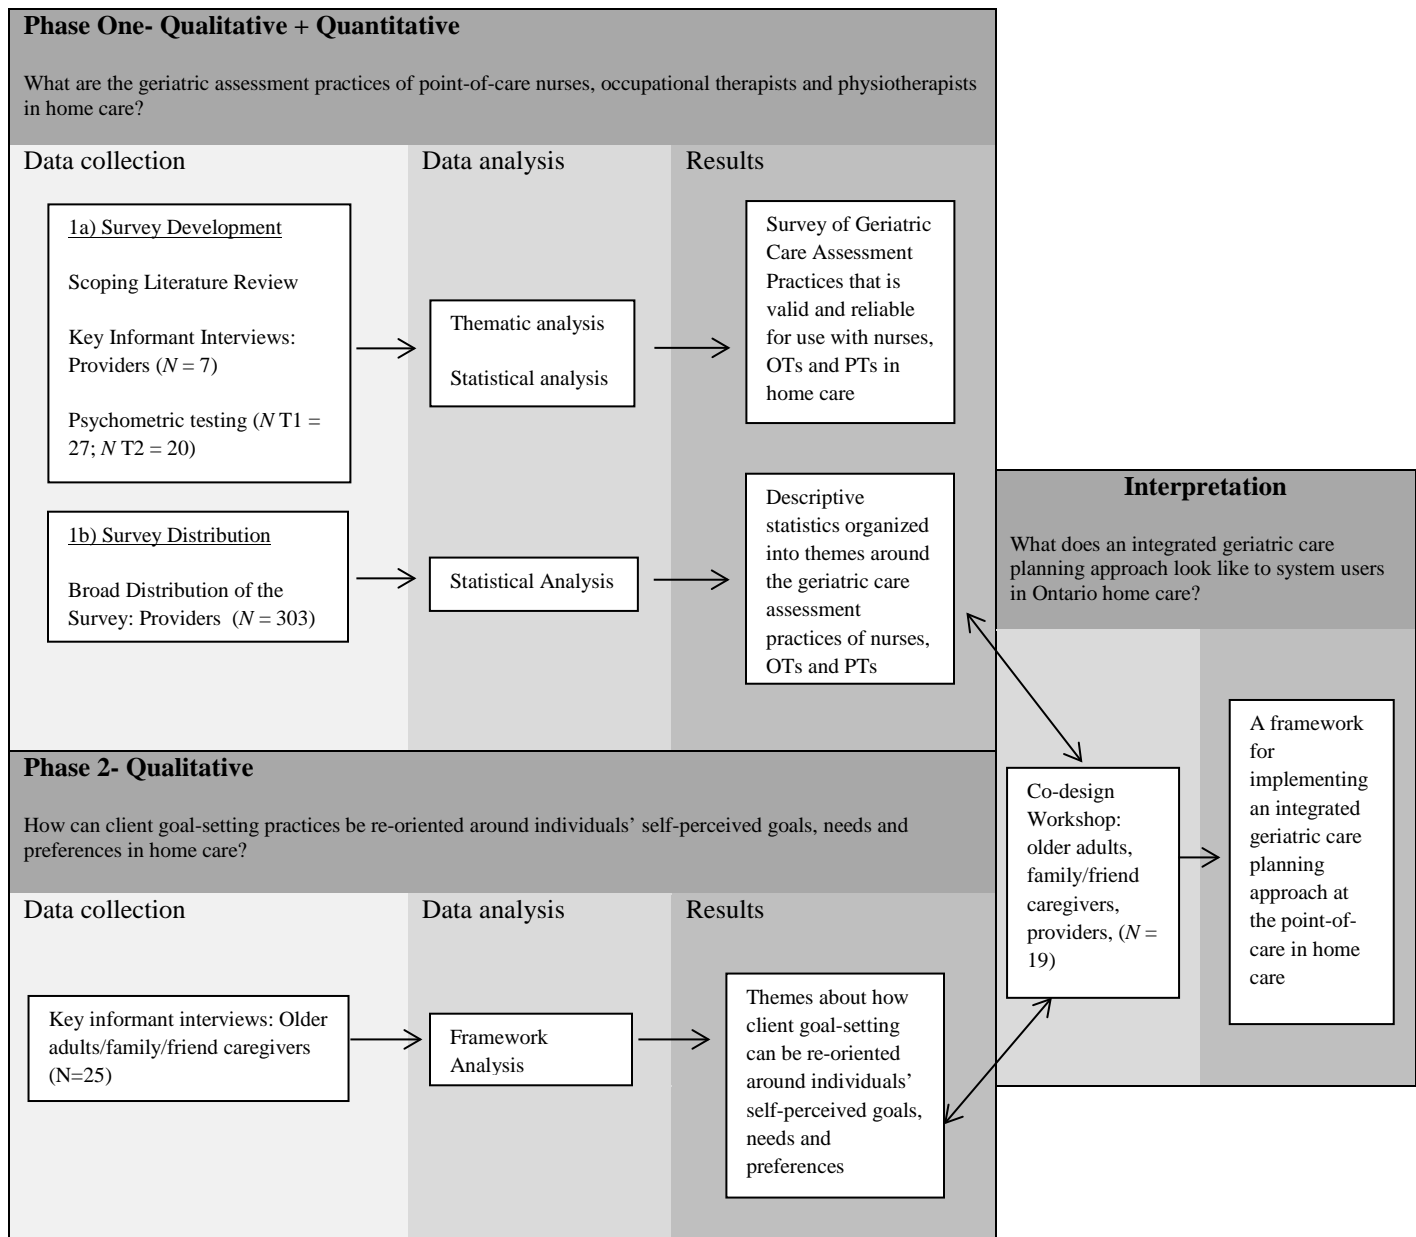 Phase One- Qualitative + Quantitative
What are the geriatric assessment practices of point-of-care nurses, occupational therapists and physiotherapists
in home care?
Data collection
Data analysis
Results
1a) Survey Development
Scoping Literature Review
Key Informant Interviews:
Providers (N = 7)
Psychometric testing (N T1 =
27; N T2 = 20)
Thematic analysis
Statistical analysis
Survey of Geriatric
Care Assessment
Practices that is
valid and reliable
for use with nurses,
OTs and PTs in
home care
1b) Survey Distribution
Broad Distribution of the
Survey: Providers (N = 303)
Statistical Analysis
Descriptive
statistics organized
into themes around
the geriatric care
assessment
practices of nurses,
OTs and PTs
Phase 2- Qualitative
How can client goal-setting practices be re-oriented around individuals’ self-perceived goals, needs and
preferences in home care?
Data collection
Data analysis
Results
Key informant interviews: Older
adults/family/friend caregivers
(N=25)
Framework
Analysis
Themes about how
client goal-setting
can be re-oriented
around individuals’
self-perceived goals,
needs and
preferences
Interpretation
What does an integrated geriatric care
planning approach look like to system users
in Ontario home care?
Co-design
Workshop:
older adults,
family/friend
caregivers,
providers, (N =
19)
A framework
for
implementing
an integrated
geriatric care
planning
approach at
the point-of-
care in home
care